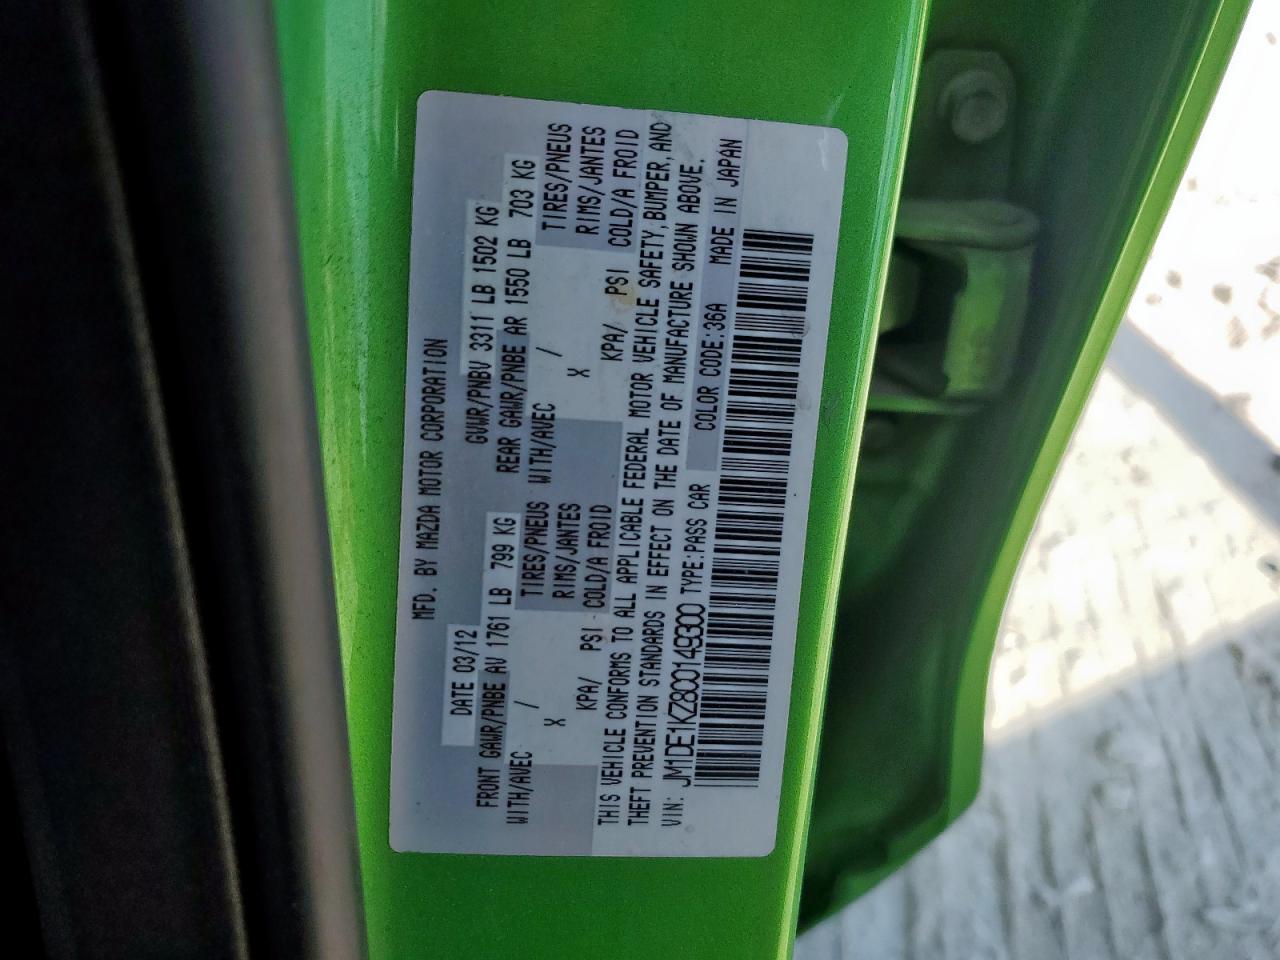 MFD. BY MAZDA MOTOR CORPORATION
DATE 03/12 GVWR/PNBV 3311 LB 1502 KG
FRONT GAWR/PNBE AV 1761 LB 799 KG REAR GAWR/PNBE AR 1550 LB 703 KG
WITH/AVEC / TIRES/PNEUS WITH/AVEC / TIRES/PNEUS
X RIMS/JANTES X RIMS/JANTES
KPA/ PSI COLD/A FROID KPA/ PSI COLD/A FROID
THIS VEHICLE CONFORMS TO ALL APPLICABLE FEDERAL MOTOR VEHICLE SAFETY, BUMPER, AND
THEFT PREVENTION STANDARDS IN EFFECT ON THE DATE OF MANUFACTURE SHOWN ABOVE.
VIN: JM1DE1KZ800149300 TYPE:PASS CAR COLOR CODE:36A MADE IN JAPAN